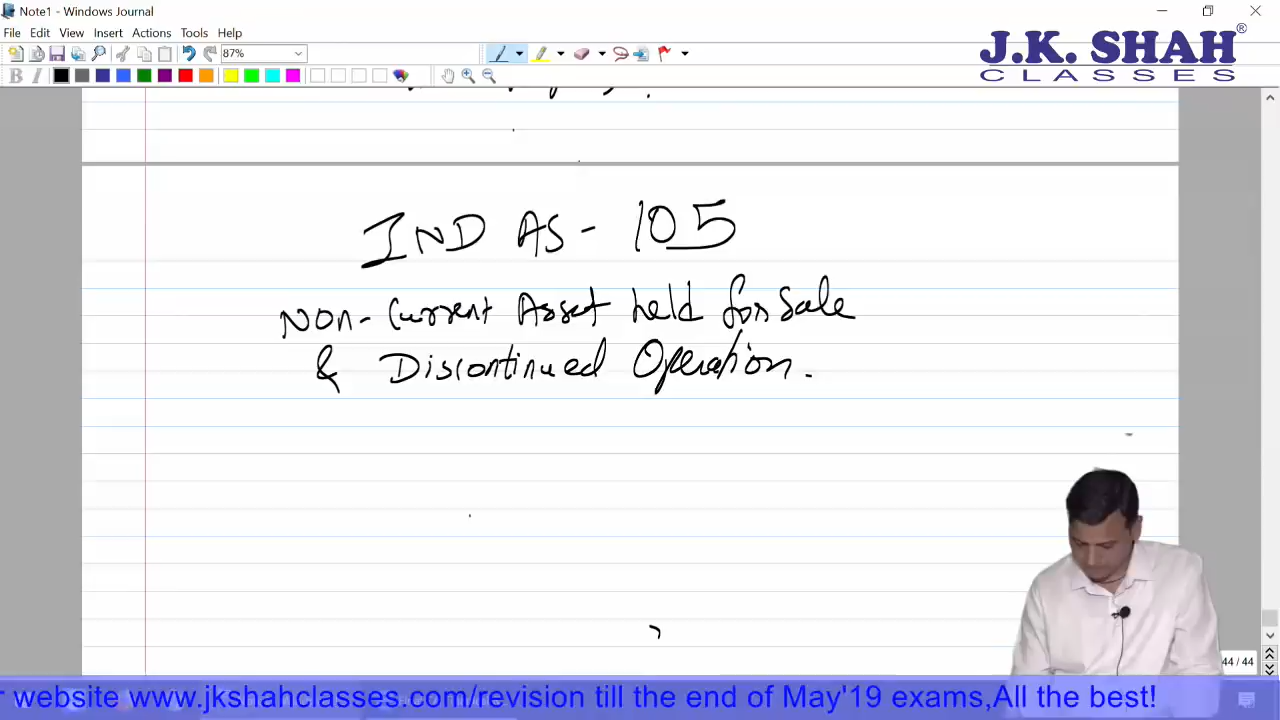 Note1 - Windows Journal
File Edit View Insert Actions Tools Help
87%
B I
J.K. SHAH®
CLASSES
IND AS - 105
Non-Current Asset held for Sale
& Discontinued Operation.
44 / 44
r website www.jkshahclasses.com/revision till the end of May'19 exams,All the best!